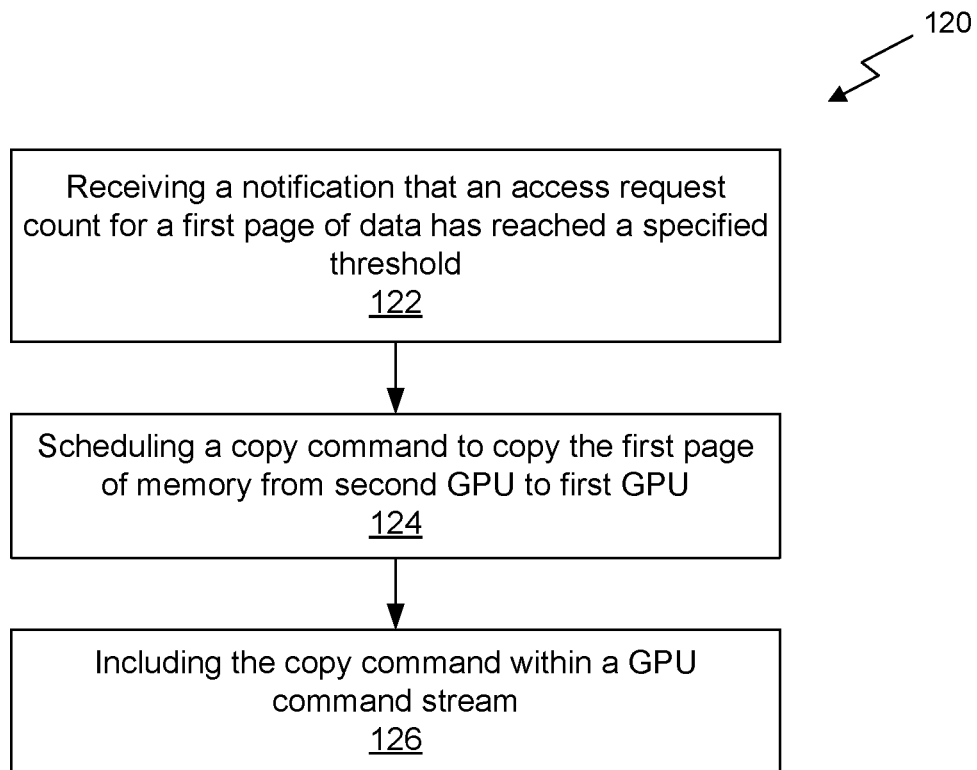 120
Receiving a notification that an access request
count for a first page of data has reached a specified
threshold
122
Scheduling a copy command to copy the first page
of memory from second GPU to first GPU
124
Including the copy command within a GPU
command stream
126